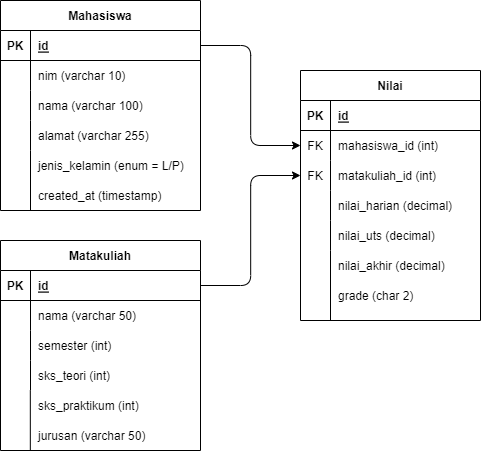 Mahasiswa
PK id
nim (varchar 10)
nama (varchar 100)
alamat (varchar 255)
jenis_kelamin (enum = L/P)
created_at (timestamp)
Matakuliah
PK id
nama (varchar 50)
semester (int)
sks_teori (int)
sks_praktikum (int)
jurusan (varchar 50)
Nilai
PK id
FK mahasiswa_id (int)
FK matakuliah_id (int)
nilai_harian (decimal)
nilai_uts (decimal)
nilai_akhir (decimal)
grade (char 2)